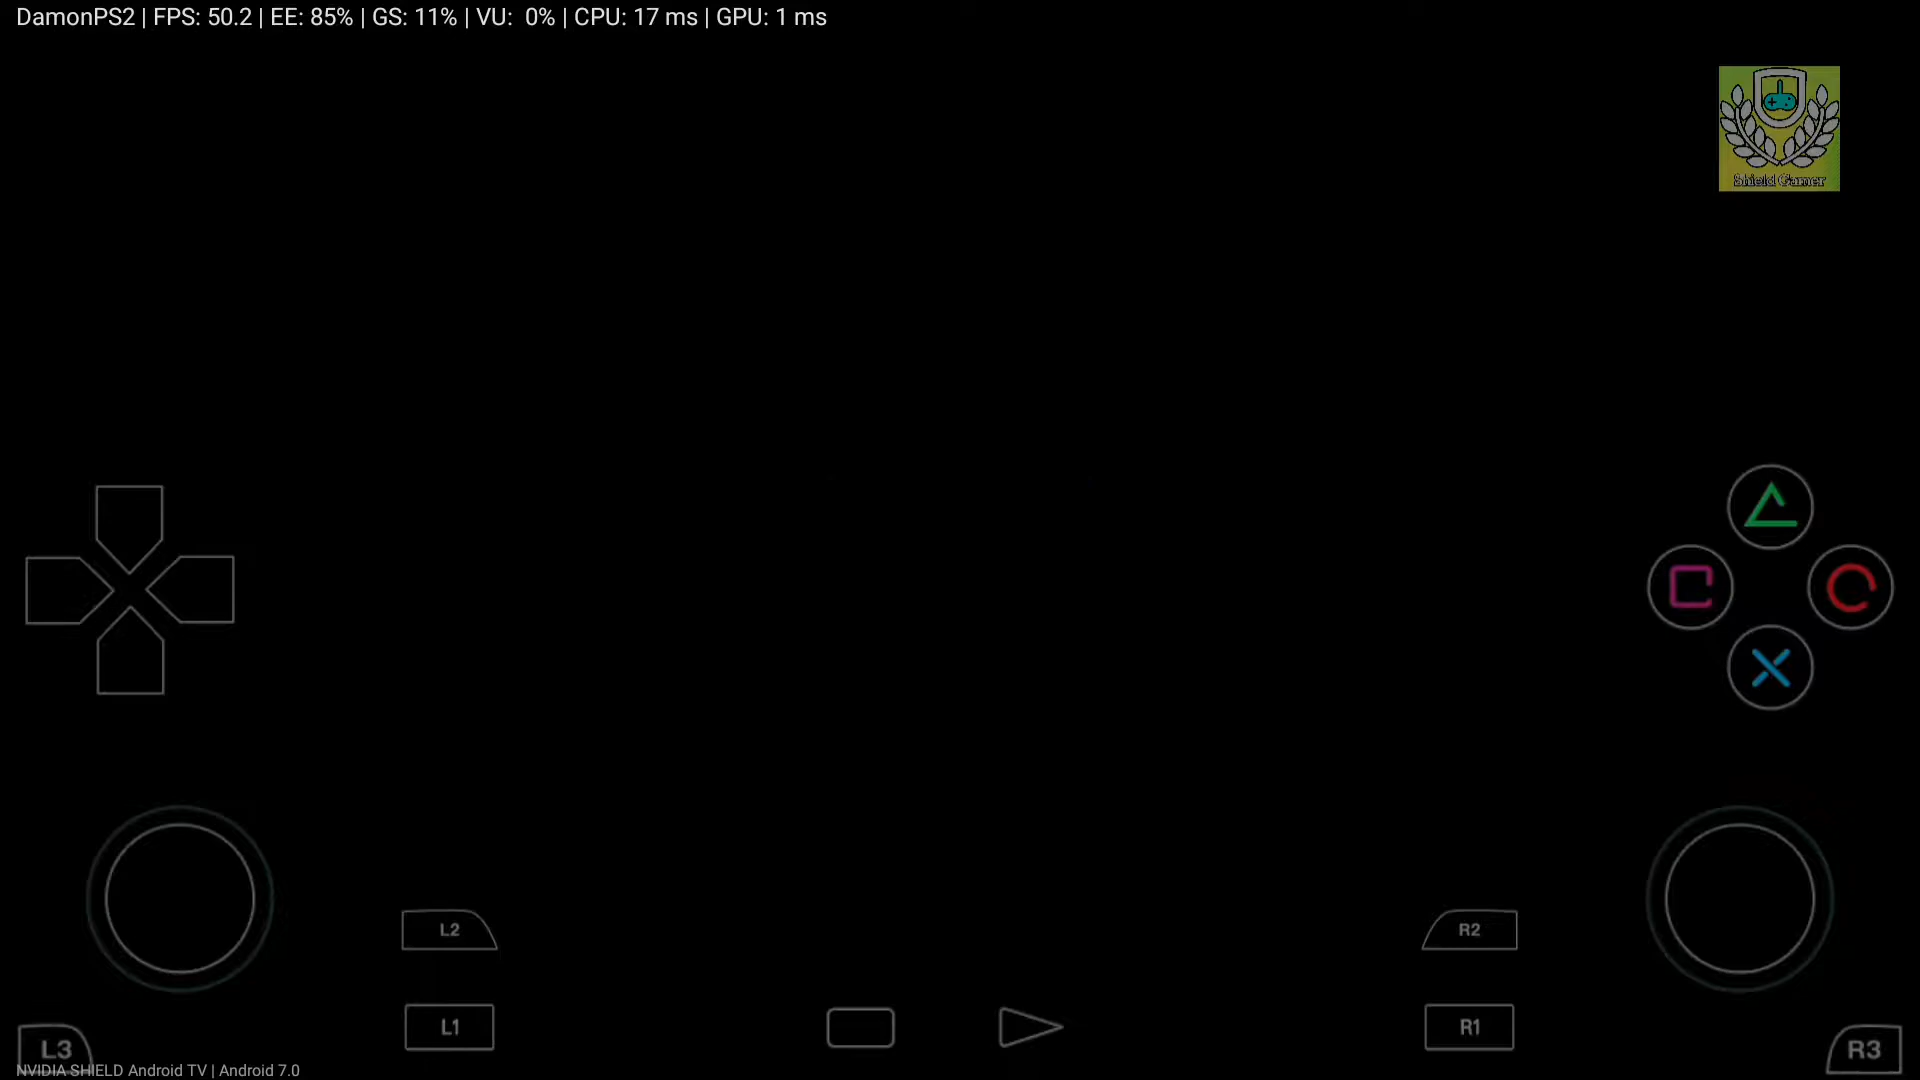 DamonPS2 | FPS: 50.2 | EE: 85% | GS: 11% | VU:  0% | CPU: 17 ms | GPU: 1 ms
Shield Gamer
L2
R2
L1
R1
L3
R3
NVIDIA SHIELD Android TV | Android 7.0